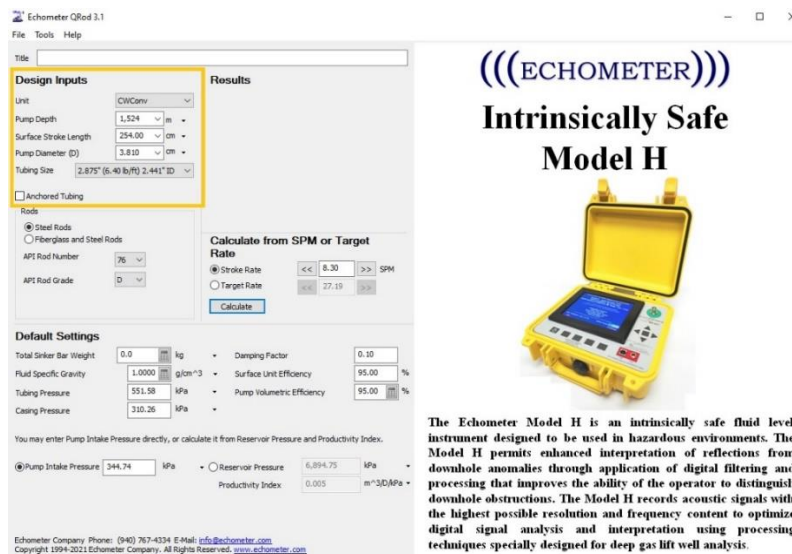 Echometer QRod 3.1
File Tools Help
Title
Design Inputs
Unit CWConv
Pump Depth 1,524 m
Surface Stroke Length 254.00 cm
Pump Diameter (D) 3.810 cm
Tubing Size 2.875" (6.40 lb/ft) 2.441" ID
Anchored Tubing
Rods
Steel Rods
Fiberglass and Steel Rods
API Rod Number 76
API Rod Grade D
Results
Calculate from SPM or Target
Rate
Stroke Rate << 8.30 >> SPM
Target Rate << 27.19 >>
Calculate
Default Settings
Total Sinker Bar Weight 0.0 kg
Fluid Specific Gravity 1.0000 g/cm^3
Tubing Pressure 551.58 kPa
Casing Pressure 310.26 kPa
Damping Factor 0.10
Surface Unit Efficiency 95.00 %
Pump Volumetric Efficiency 95.00 %
You may enter Pump Intake Pressure directly, or calculate it from Reservoir Pressure and Productivity Index.
Pump Intake Pressure 344.74 kPa
Reservoir Pressure 6,894.75 kPa
Productivity Index 0.005 m^3/D/kPa
Echometer Company Phone: (940) 767-4334 E-Mail: info@echometer.com
Copyright 1994-2021 Echometer Company. All Rights Reserved. www.echometer.com
(((ECHOMETER)))
Intrinsically Safe
Model H
The Echometer Model H is an intrinsically safe fluid level
instrument designed to be used in hazardous environments. The
Model H permits enhanced interpretation of reflections from
downhole anomalies through application of digital filtering and
processing that improves the ability of the operator to distinguish
downhole obstructions. The Model H records acoustic signals with
the highest possible resolution and frequency content to optimize
digital signal analysis and interpretation using processing
techniques specially designed for deep gas lift well analysis.